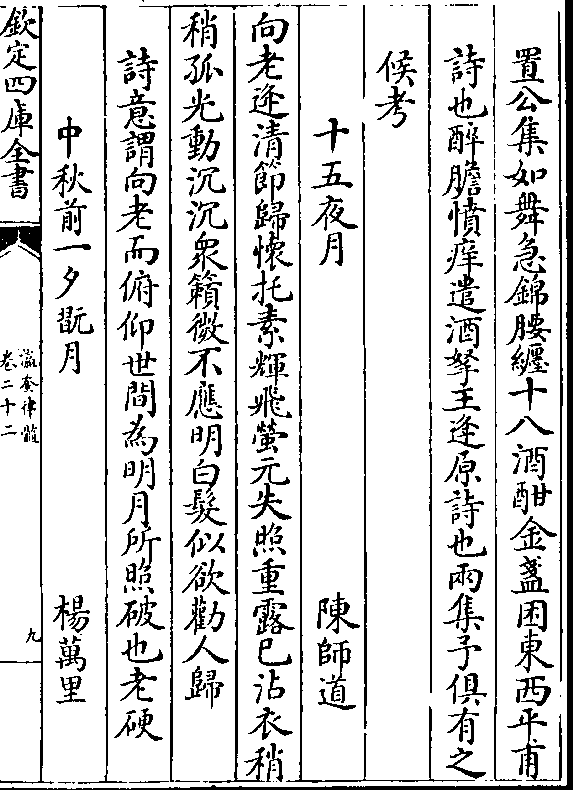 置公集如舞急錦腰纏十八酒酣金盞困東西平甫
詩也醉膽憤痒遣酒拏王逢原詩也兩集予俱有之
候考
十五夜月 陳師道
向老逢清節歸懷托素輝飛螢元失照重露已沾衣稍
稍孤光動沉沉衆籟微不應明白髮似欲勸人歸
詩意謂向老而俯仰世間為明月所照破也老硬
中秋前一夕翫月 楊萬里
欽定四庫全書
瀛奎律髓
卷二十二
九